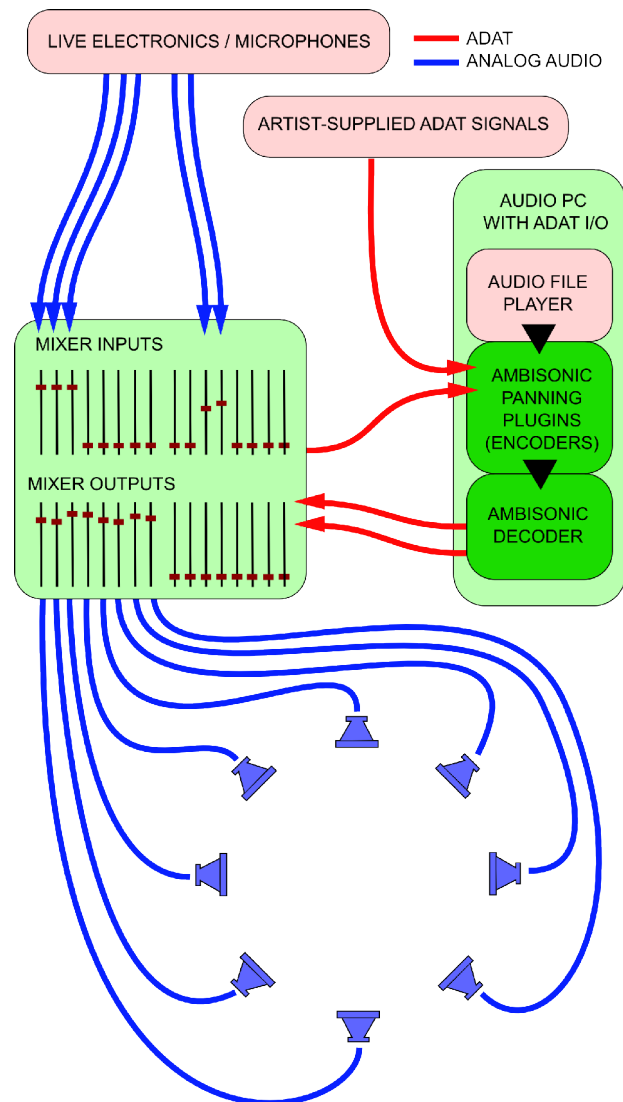 LIVE ELECTRONICS / MICROPHONES
ADAT
ANALOG AUDIO
ARTIST-SUPPLIED ADAT SIGNALS
AUDIO PC
WITH ADAT I/O
AUDIO FILE
PLAYER
MIXER INPUTS
AMBISONIC
PANNING
PLUGINS
(ENCODERS)
MIXER OUTPUTS
AMBISONIC
DECODER